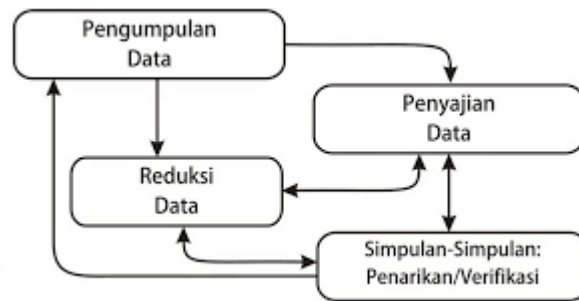 Pengumpulan
Data
Penyajian
Data
Reduksi
Data
Simpulan-Simpulan:
Penarikan/Verifikasi